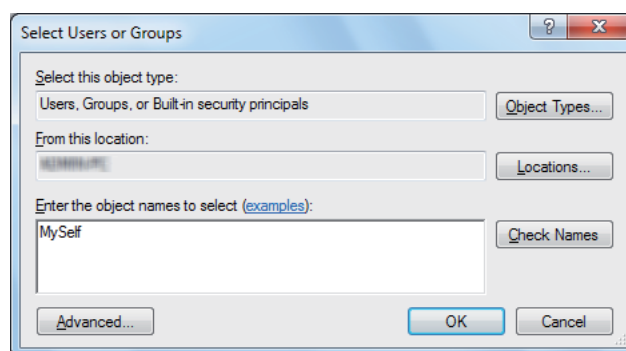 Select Users or Groups
Select this object type:
Users, Groups, or Built-in security principals
Object Types...
From this location:
Locations...
Enter the object names to select (examples):
MySelf
Check Names
Advanced...
OK
Cancel